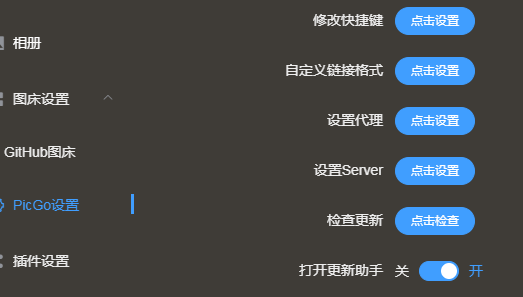 相册
图床设置
GitHub图床
PicGo设置
插件设置
修改快捷键 点击设置
自定义链接格式 点击设置
设置代理 点击设置
设置Server 点击设置
检查更新 点击检查
打开更新助手 关 开